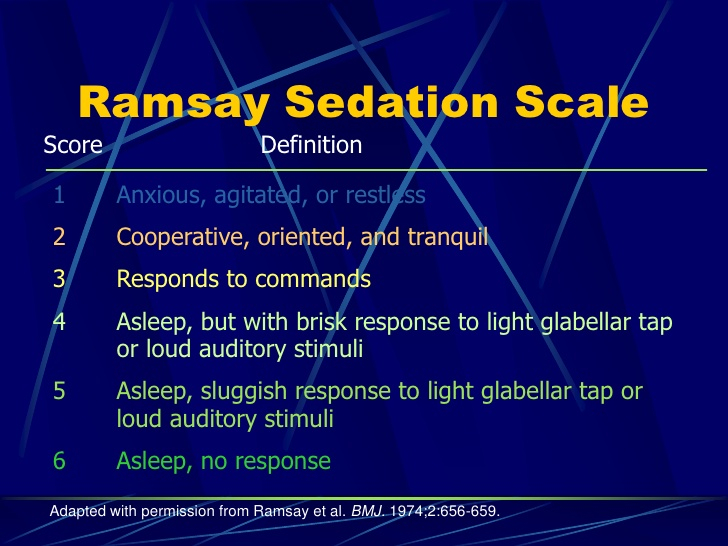 Ramsay Sedation Scale
Score Definition
1 Anxious, agitated, or restless
2 Cooperative, oriented, and tranquil
3 Responds to commands
4 Asleep, but with brisk response to light glabellar tap
or loud auditory stimuli
5 Asleep, sluggish response to light glabellar tap or
loud auditory stimuli
6 Asleep, no response
Adapted with permission from Ramsay et al. BMJ. 1974;2:656-659.